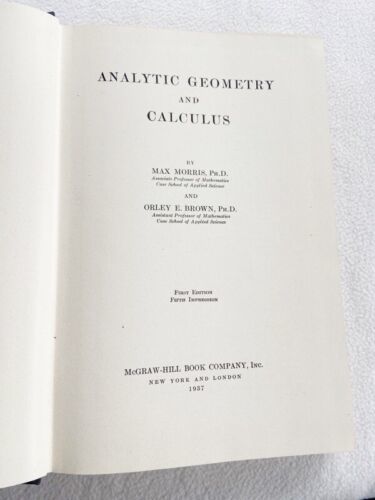 ANALYTIC GEOMETRY
AND
CALCULUS
BY
MAX MORRIS, PH.D.
Associate Professor of Mathematics
Case School of Applied Science
AND
ORLEY E. BROWN, PH.D.
Assistant Professor of Mathematics
Case School of Applied Science
FIRST EDITION
FIFTH IMPRESSION
McGRAW-HILL BOOK COMPANY, INC.
NEW YORK AND LONDON
1937